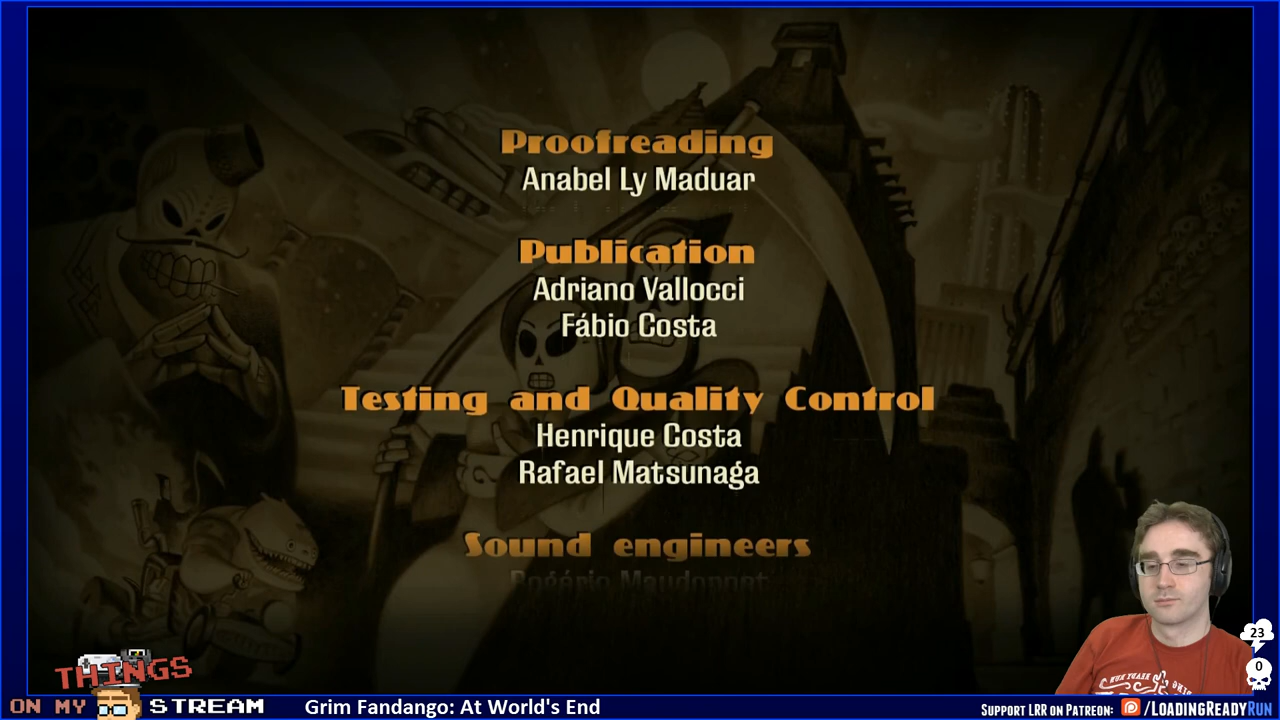 Proofreading
Anabel Ly Maduar
Publication
Adriano Vallocci
Fábio Costa
Testing and Quality Control
Henrique Costa
Rafael Matsunaga
Sound engineers
Rogério
23
0
THINGS
ON MY STREAM
Grim Fandango: At World's End
SUPPORT LRR ON PATREON: /LOADINGREADYRUN